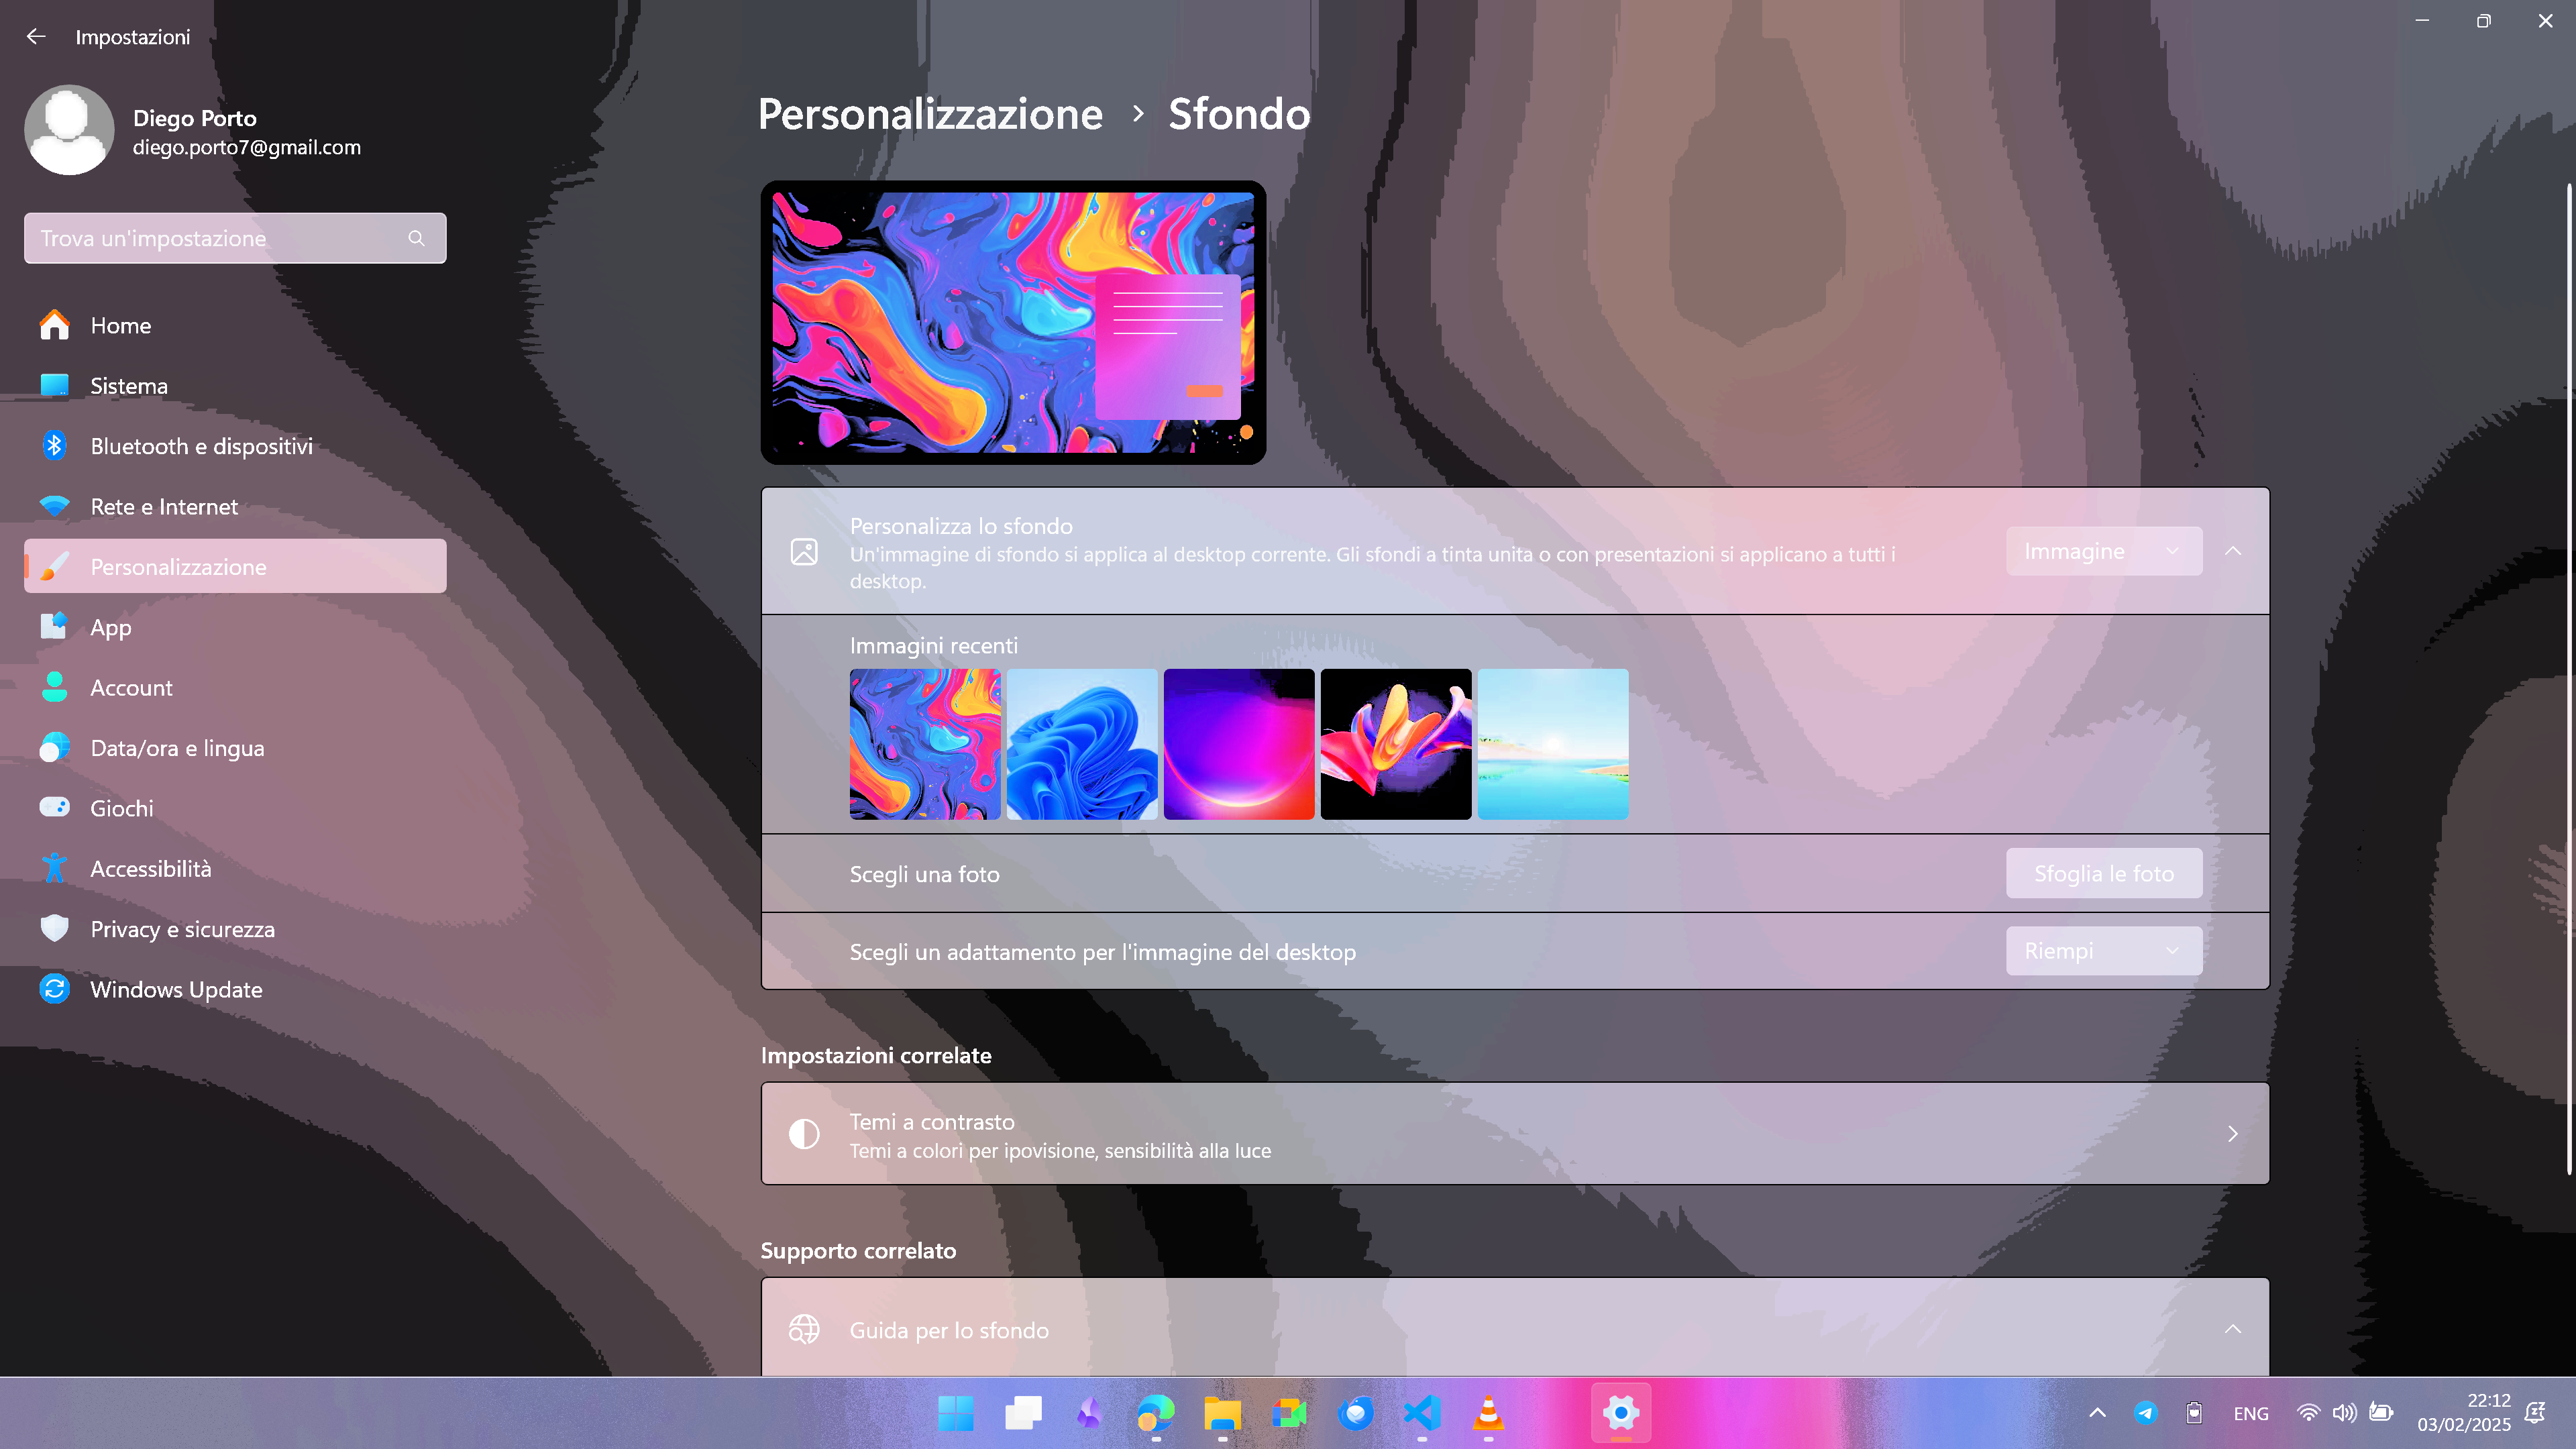 Impostazioni
Diego Porto
diego.porto7@gmail.com
Trova un'impostazione
Home
Sistema
Bluetooth e dispositivi
Rete e Internet
Personalizzazione
App
Account
Data/ora e lingua
Giochi
Accessibilità
Privacy e sicurezza
Windows Update
Personalizzazione > Sfondo
Personalizza lo sfondo
Un'immagine di sfondo si applica al desktop corrente. Gli sfondi a tinta unita o con presentazioni si applicano a tutti i
desktop.
Immagine
Immagini recenti
Scegli una foto
Sfoglia le foto
Scegli un adattamento per l'immagine del desktop
Riempi
Impostazioni correlate
Temi a contrasto
Temi a colori per ipovisione, sensibilità alla luce
Supporto correlato
Guida per lo sfondo
ENG
22:12
03/02/2025